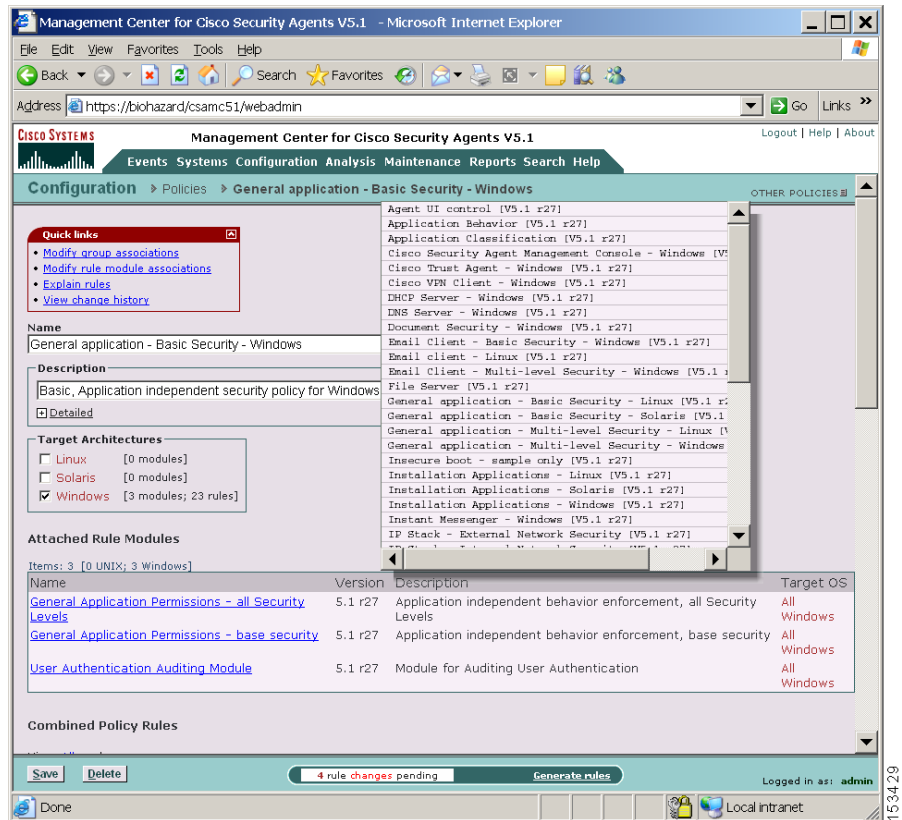 Management Center for Cisco Security Agents V5.1 - Microsoft Internet Explorer
File Edit View Favorites Tools Help
Back Search Favorites
Address https://biohazard/csamc51/webadmin Go Links »
CISCO SYSTEMS
Management Center for Cisco Security Agents V5.1
Logout | Help | About
Events Systems Configuration Analysis Maintenance Reports Search Help
Configuration Policies General application - Basic Security - Windows
OTHER POLICIES
Agent UI control [V5.1 r27]
Application Behavior [V5.1 r27]
Application Classification [V5.1 r27]
Cisco Security Agent Management Console - Windows [V5
Cisco Trust Agent - Windows [V5.1 r27]
Cisco VPN Client - Windows [V5.1 r27]
DHCP Server - Windows [V5.1 r27]
DNS Server - Windows [V5.1 r27]
Document Security - Windows [V5.1 r27]
Email Client - Basic Security - Windows [V5.1 r27]
Email client - Linux [V5.1 r27]
Email Client - Multi-level Security - Windows [V5.1
File Server [V5.1 r27]
General application - Basic Security - Linux [V5.1 r2
General application - Basic Security - Solaris [V5.1
General application - Multi-level Security - Linux [V
General application - Multi-level Security - Windows
Insecure boot - sample only [V5.1 r27]
Installation Applications - Linux [V5.1 r27]
Installation Applications - Solaris [V5.1 r27]
Installation Applications - Windows [V5.1 r27]
Instant Messenger - Windows [V5.1 r27]
IP Stack - External Network Security [V5.1 r27]
Quick links
Modify group associations
Modify rule module associations
Explain rules
View change history
Name
General application - Basic Security - Windows
Description
Basic, Application independent security policy for Windows
Detailed
Target Architectures
Linux [0 modules]
Solaris [0 modules]
Windows [3 modules; 23 rules]
Attached Rule Modules
Items: 3 [0 UNIX; 3 Windows]
Name Version Description Target OS
General Application Permissions - all Security Levels 5.1 r27 Application independent behavior enforcement, all Security Levels All Windows
General Application Permissions - base security 5.1 r27 Application independent behavior enforcement, base security All Windows
User Authentication Auditing Module 5.1 r27 Module for Auditing User Authentication All Windows
Combined Policy Rules
Save Delete
4 rule changes pending Generate rules
Logged in as: admin
Done Local intranet
153429